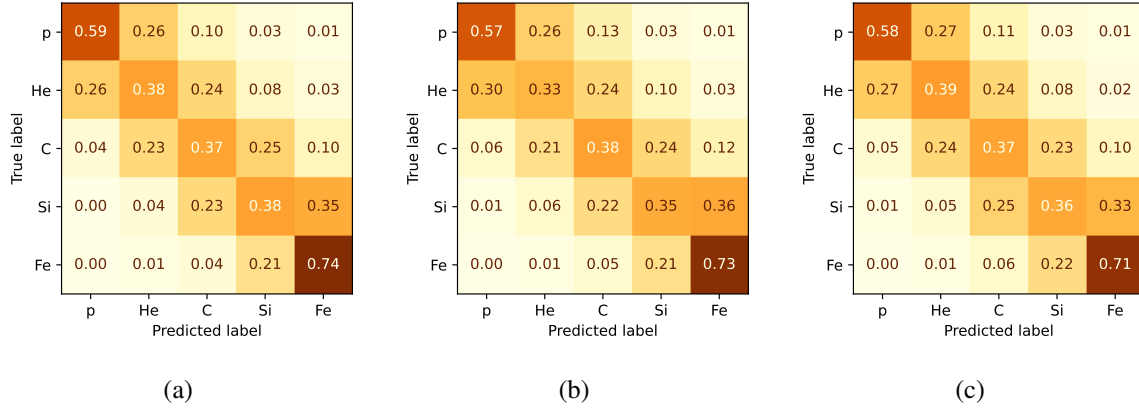 p 0.59 0.26 0.10 0.03 0.01
He 0.26 0.38 0.24 0.08 0.03
C 0.04 0.23 0.37 0.25 0.10
Si 0.00 0.04 0.23 0.38 0.35
Fe 0.00 0.01 0.04 0.21 0.74
p He C Si Fe
Predicted label
True label
(a)
p 0.57 0.26 0.13 0.03 0.01
He 0.30 0.33 0.24 0.10 0.03
C 0.06 0.21 0.38 0.24 0.12
Si 0.01 0.06 0.22 0.35 0.36
Fe 0.00 0.01 0.05 0.21 0.73
p He C Si Fe
Predicted label
True label
(b)
p 0.58 0.27 0.11 0.03 0.01
He 0.27 0.39 0.24 0.08 0.02
C 0.05 0.24 0.37 0.23 0.10
Si 0.01 0.05 0.25 0.36 0.33
Fe 0.00 0.01 0.06 0.22 0.71
p He C Si Fe
Predicted label
True label
(c)